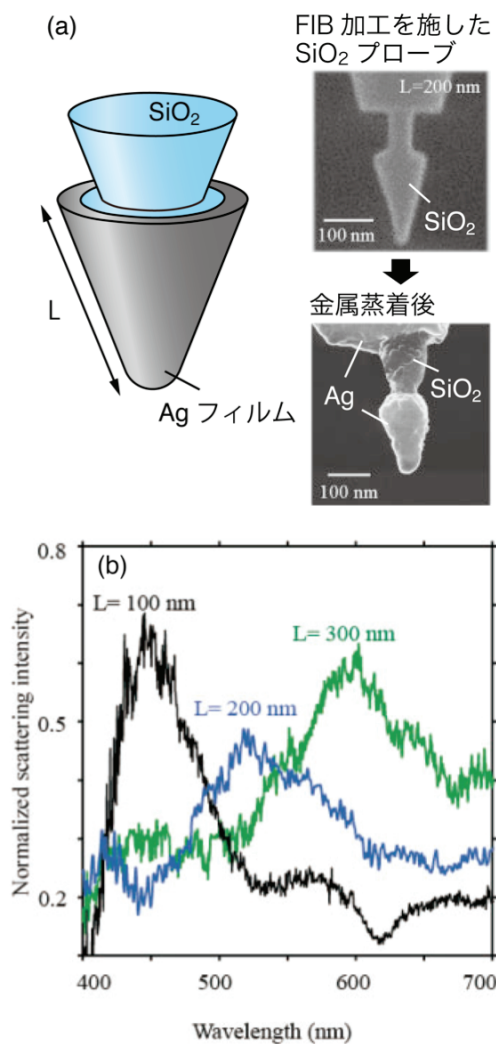 (a)
SiO2
L
Ag フィルム
FIB 加工を施した
SiO2 プローブ
L=200 nm
SiO2
100 nm
金属蒸着後
Ag
SiO2
100 nm
(b)
0.8
0.5
0.2
L= 100 nm
L= 200 nm
L= 300 nm
Normalized scattering intensity
400 500 600 700
Wavelength (nm)